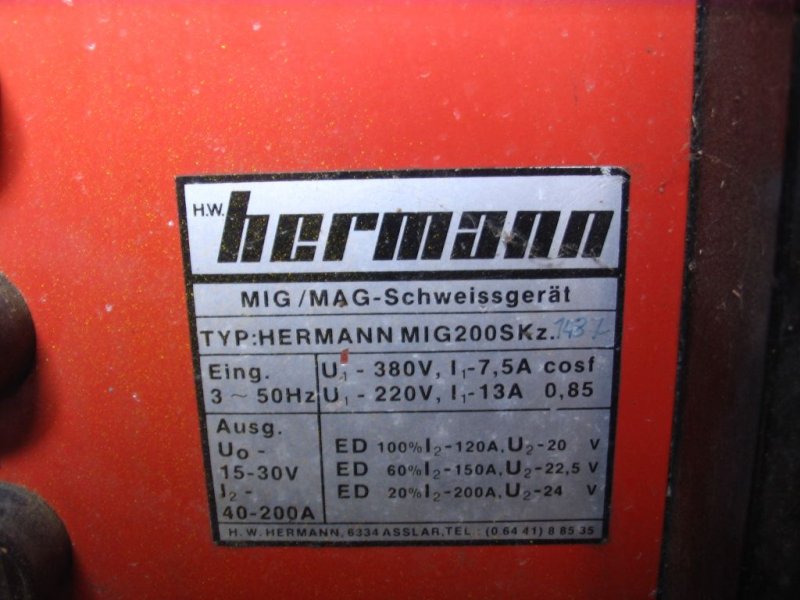 H.W. hermann
MIG/MAG-Schweissgerät
TYP:HERMANN MIG200SKz.
Eing.
3 ~ 50Hz
U₁ - 380V, I₁-7,5A cosf
U₁ - 220V, I₁-13A 0,85
Ausg.
U₀ -
15-30V
I₂ -
40-200A
ED 100% I₂-120A, U₂-20 V
ED 60% I₂-150A, U₂-22,5 V
ED 20% I₂-200A, U₂-24 V
H. W. HERMANN, 6334 ASSLAR, TEL.: (0 64 41) 8 85 35